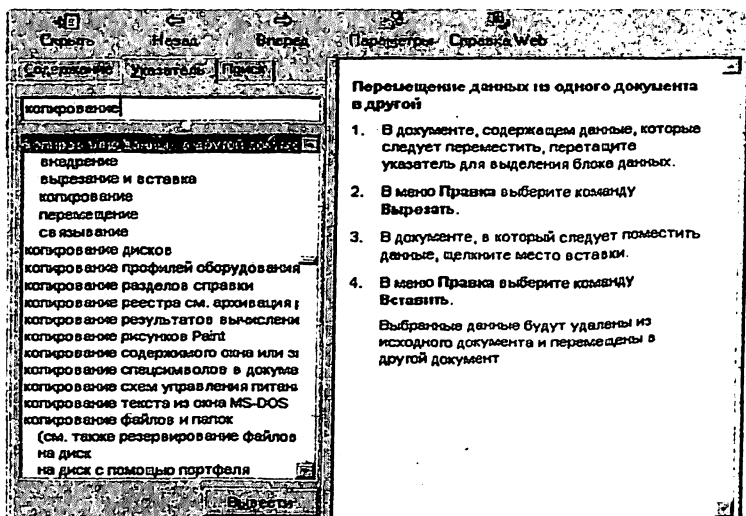 Скрыть Назад Вперед Параметры Справка Web
Содержание Указатель Поиск
копирование
внедрение
вырезание и вставка
копирование
перемещение
связывание
копирование дисков
копирование профилей оборудования
копирование разделов справки
копирование реестра см. архивация р
копирование результатов вычислени
копирование рисунков Paint
копирование содержимого окна или э
копирование спецсимволов в докуме
копирование схем управления питан
копирование текста из окна MS-DOS
копирование файлов и папок
(см. также резервирование файлов
на диск
на диск с помощью портфеля
Вывести
Перемещение данных из одного документа
в другой
1. В документе, содержащем данные, которые
следует переместить, перетащите
указатель для выделения блока данных.
2. В меню Правка выберите команду
Вырезать.
3. В документе, в который следует поместить
данные, щелкните место вставки.
4. В меню Правка выберите команду
Вставить.
Выбранные данные будут удалены из
исходного документа и перемещены в
другой документ